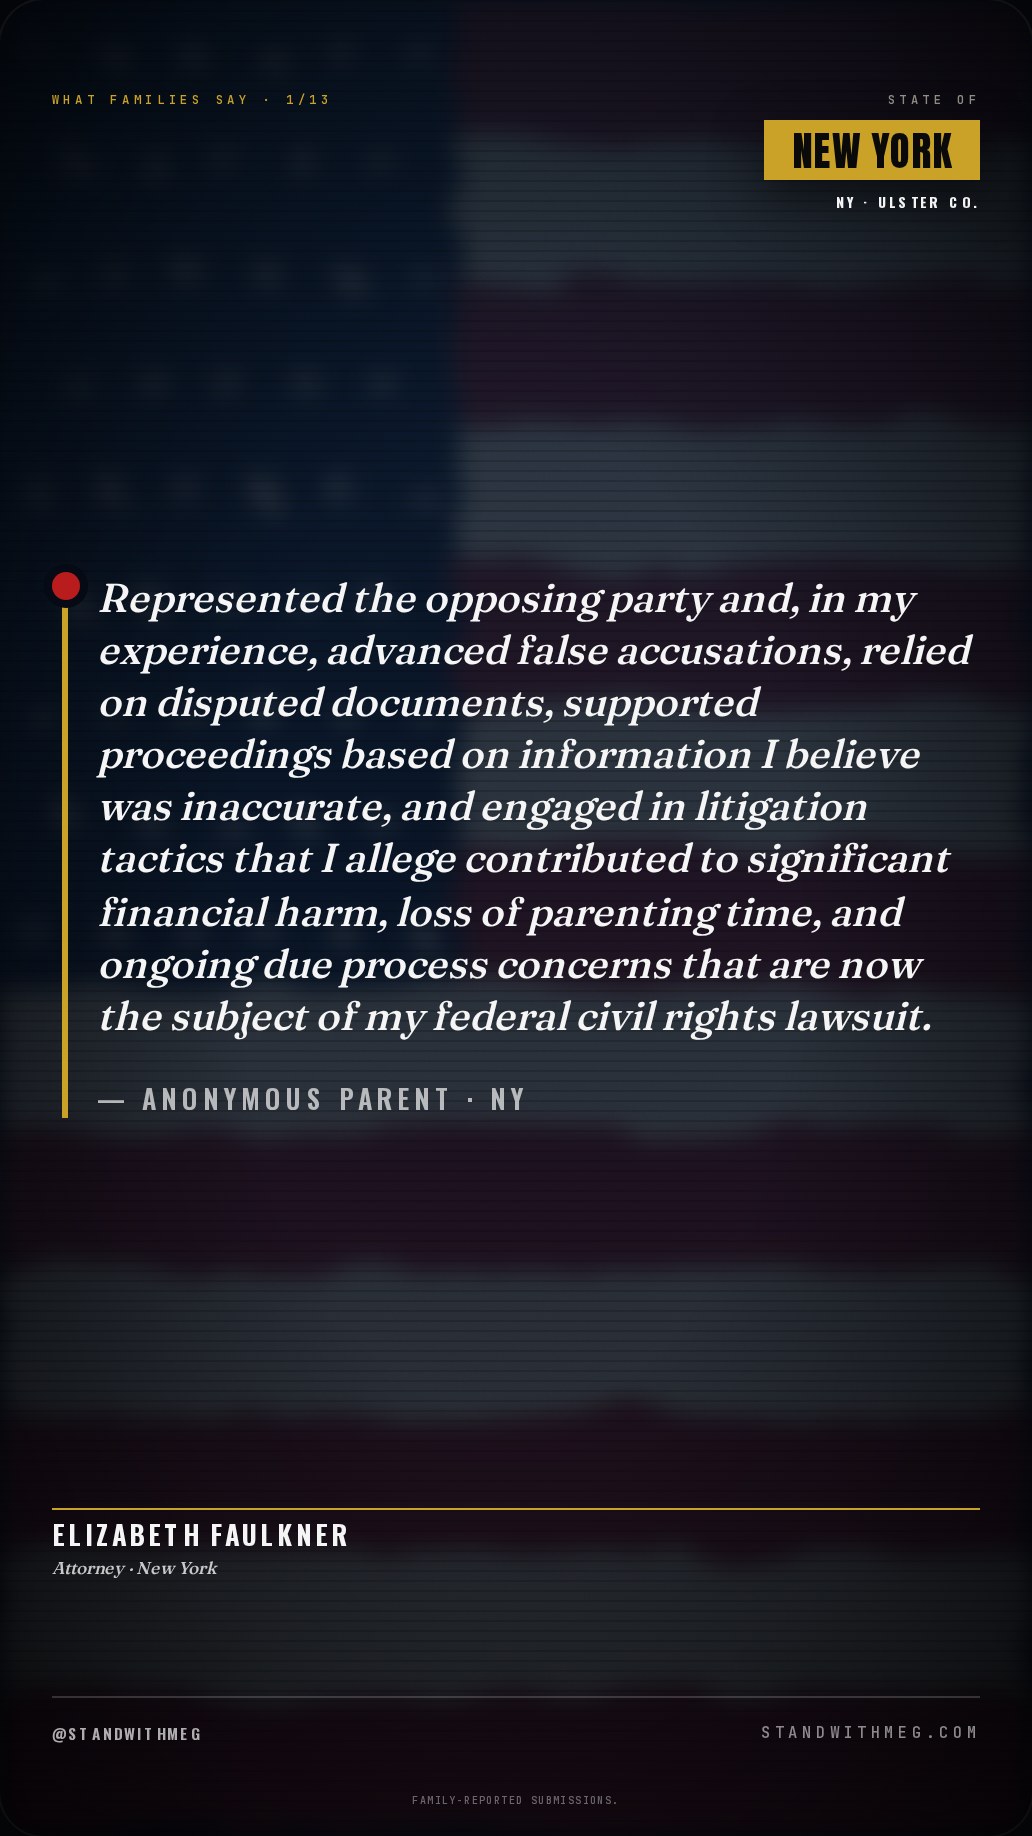 WHAT FAMILIES SAY · 1/13
STATE OF
NEW YORK
NY · ULSTER CO.
Represented the opposing party and, in my
experience, advanced false accusations, relied
on disputed documents, supported
proceedings based on information I believe
was inaccurate, and engaged in litigation
tactics that I allege contributed to significant
financial harm, loss of parenting time, and
ongoing due process concerns that are now
the subject of my federal civil rights lawsuit.
— ANONYMOUS PARENT · NY
ELIZABETH FAULKNER
Attorney · New York
@STANDWITHMEG
STANDWITHMEG.COM
FAMILY-REPORTED SUBMISSIONS.